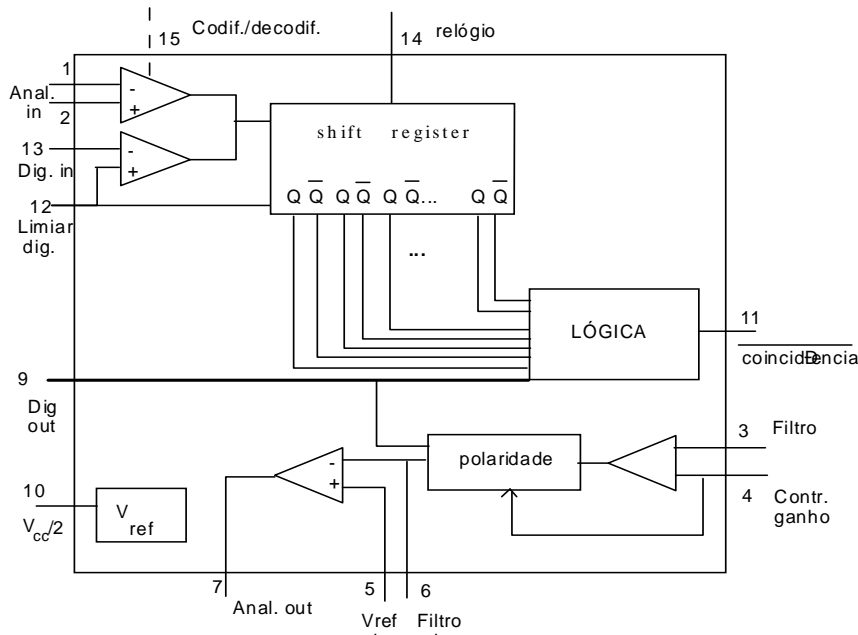 15 Codif./decodif.
14 relógio
1
Anal.
in
2
-
+
13
Dig. in
-
+
12
Limiar
dig.
shift register
Q Q Q Q Q Q... Q Q
...
LÓGICA
11
9
Dig
out
10
Vcc/2
V ref
-
+
polaridade
3 Filtro
4 Contr.
ganho
7
Anal. out
5
Vref
6
Filtro